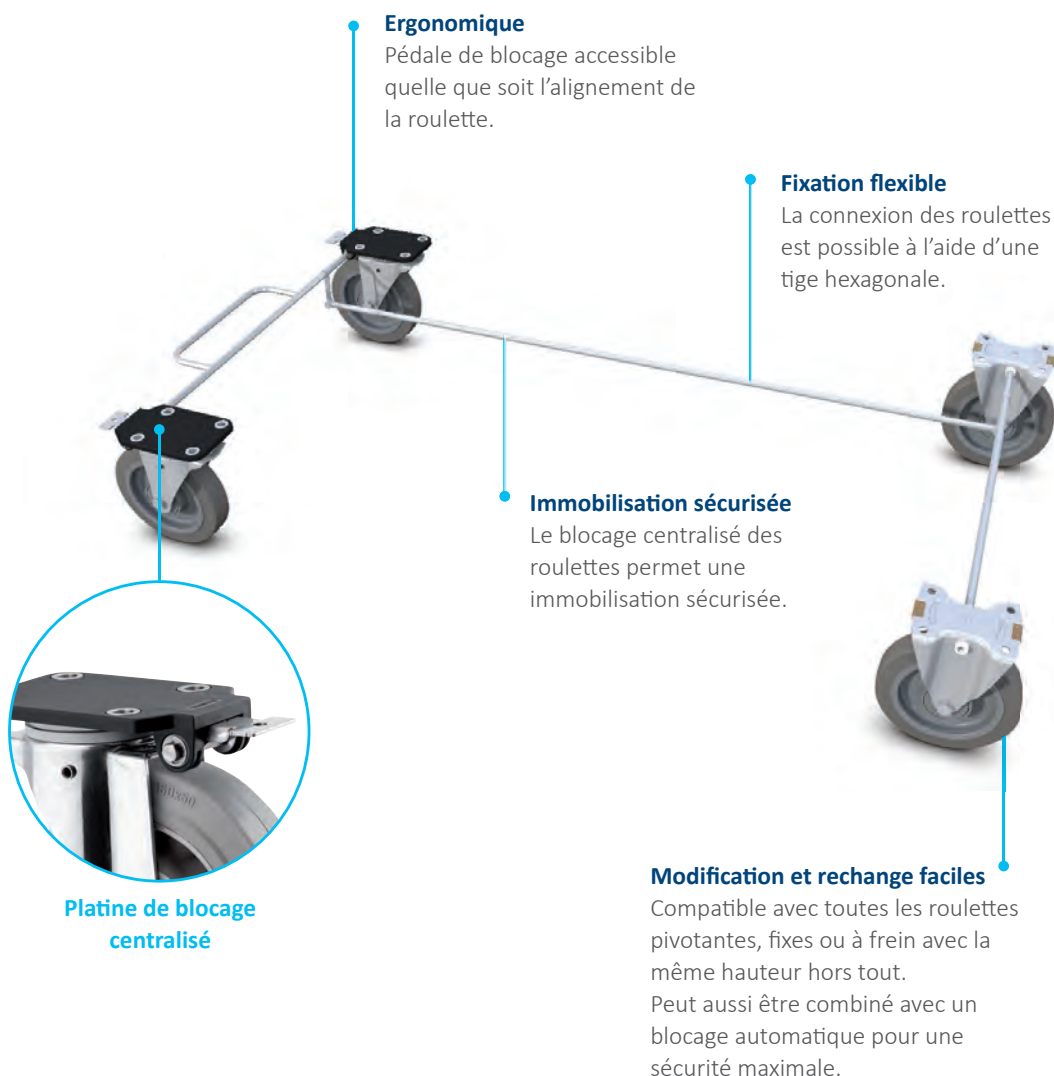 Ergonomique
Pédale de blocage accessible
quelle que soit l’alignement de
la roulette.
Fixation flexible
La connexion des roulettes
est possible à l’aide d’une
tige hexagonale.
Immobilisation sécurisée
Le blocage centralisé des
roulettes permet une
immobilisation sécurisée.
Platine de blocage
centralisé
Modification et rechange faciles
Compatible avec toutes les roulettes
pivotantes, fixes ou à frein avec la
même hauteur hors tout.
Peut aussi être combiné avec un
blocage automatique pour une
sécurité maximale.